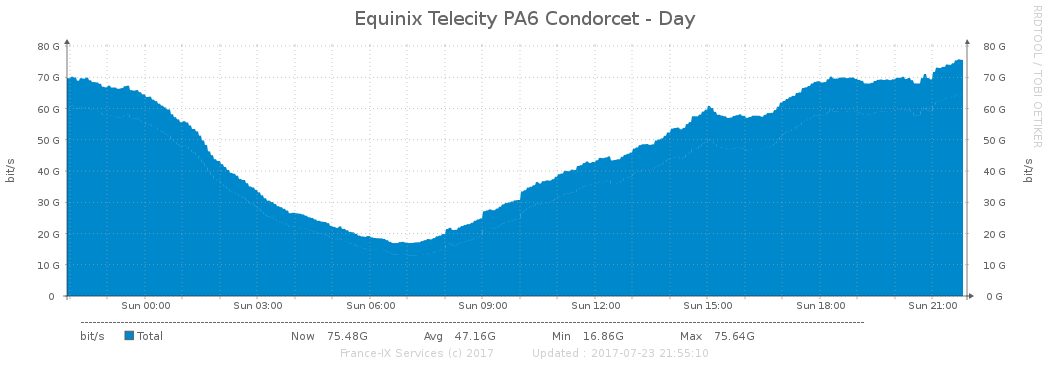 Equinix Telecity PA6 Condorcet - Day
RRDTOOL / TOBI OETIKER
bit/s
80 G 80 G
70 G 70 G
60 G 60 G
50 G 50 G
40 G 40 G
30 G 30 G
20 G 20 G
10 G 10 G
0 0 G
bit/s
Sun 00:00 Sun 03:00 Sun 06:00 Sun 09:00 Sun 12:00 Sun 15:00 Sun 18:00 Sun 21:00
bit/s Total Now 75.48G Avg 47.16G Min 16.86G Max 75.64G
France-IX Services (c) 2017 Updated : 2017-07-23 21:55:10